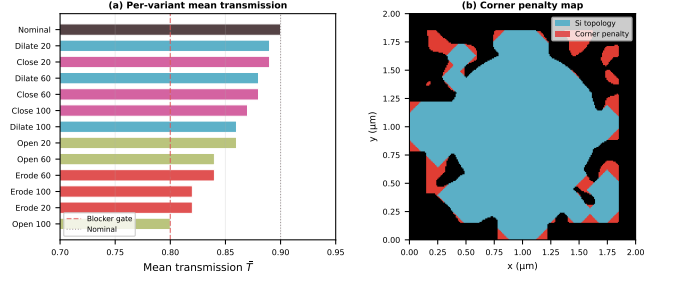 (a) Per-variant mean transmission
Nominal
Dilate 20
Close 20
Dilate 60
Close 60
Close 100
Dilate 100
Open 20
Open 60
Erode 60
Erode 100
Erode 20
Open 100
Blocker gate
Nominal
0.70 0.75 0.80 0.85 0.90 0.95
Mean transmission T̄
(b) Corner penalty map
Si topology
Corner penalty
2.00
1.75
1.50
1.25
1.00
0.75
0.50
0.25
0.00
y (μm)
0.00 0.25 0.50 0.75 1.00 1.25 1.50 1.75 2.00
x (μm)